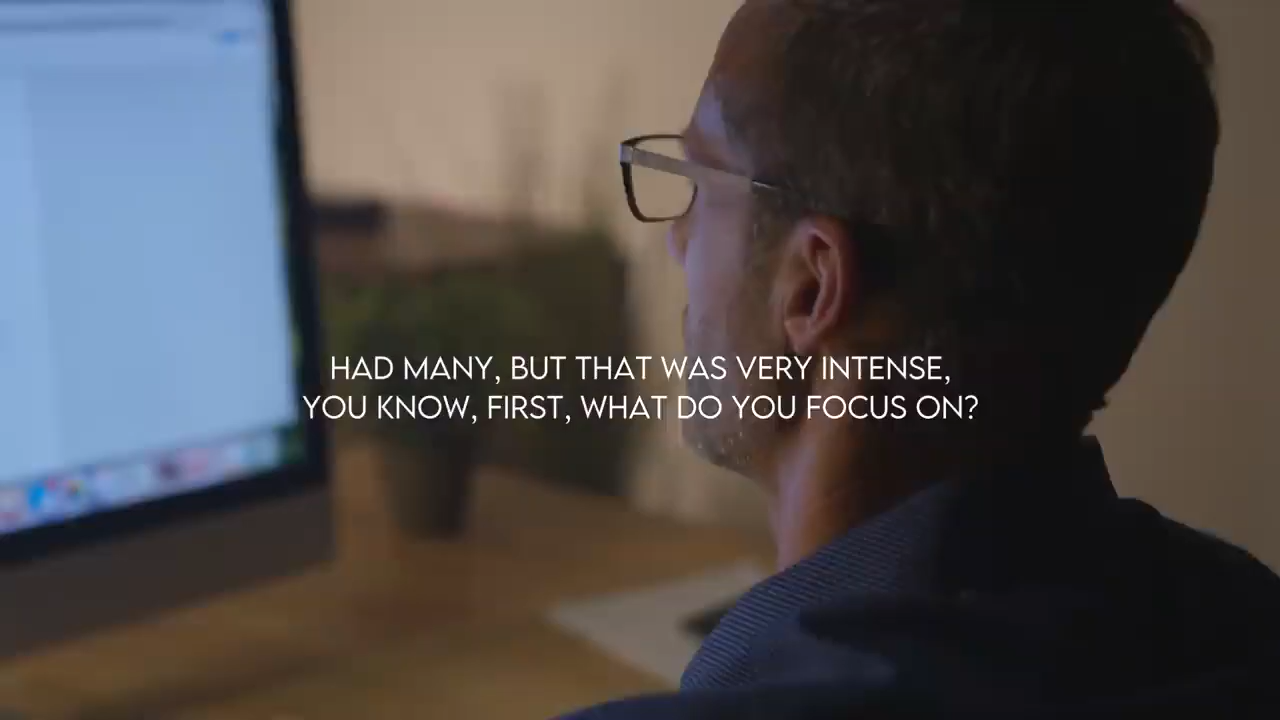 HAD MANY, BUT THAT WAS VERY INTENSE,
YOU KNOW, FIRST, WHAT DO YOU FOCUS ON?